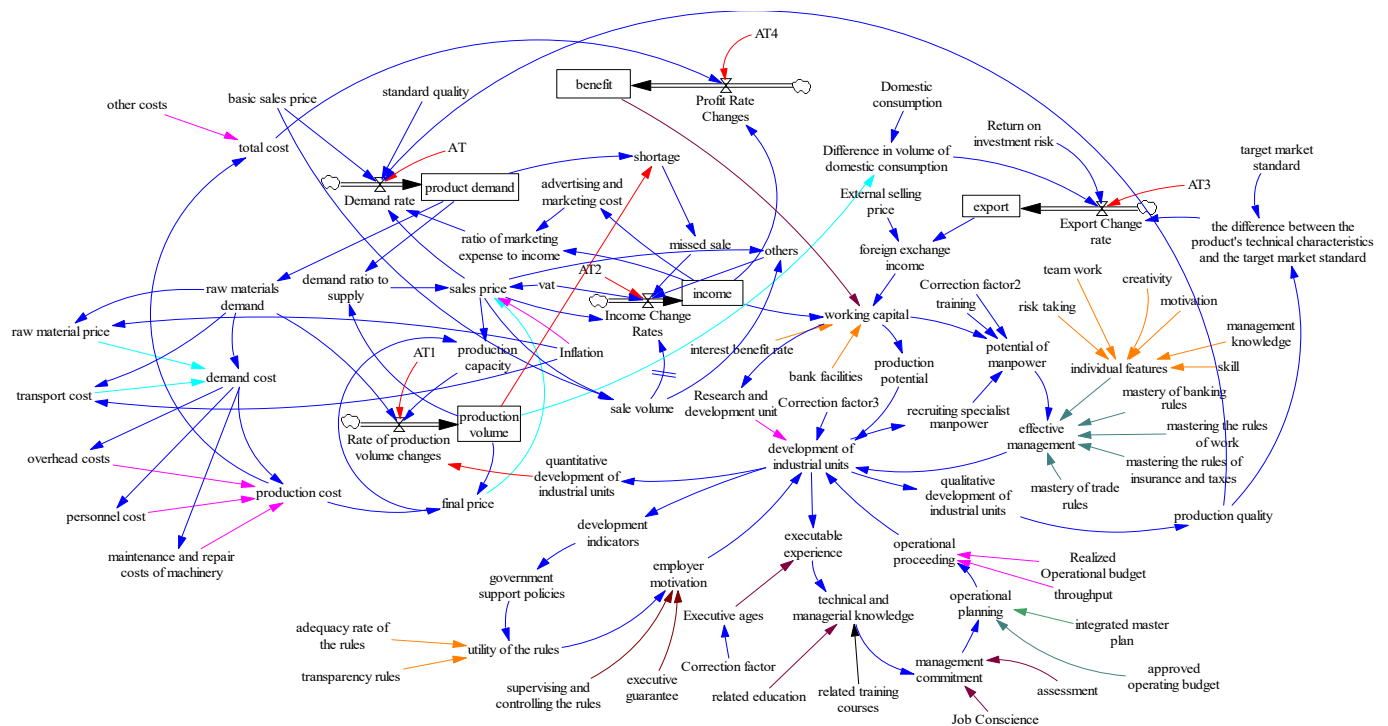 AT4
benefit
Profit Rate
Changes
Domestic
consumption
other costs
basic sales price
standard quality
Return on
investment risk
total cost
AT
shortage
Difference in volume of
domestic consumption
target market
standard
product demand
Demand rate
advertising and
marketing cost
External selling
price
AT3
export
Export Change
rate
the difference between the
product's technical characteristics
and the target market standard
ratio of marketing
expense to income
missed sale
others
foreign exchange
income
team work
creativity
demand ratio to
supply
AT2
raw materials
demand
sales price
vat
income
Income Change
Rates
Correction factor2
training
risk taking
motivation
raw material price
working capital
management
knowledge
interest benefit rate
Inflation
production
capacity
potential of
manpower
individual features
skill
AT1
demand cost
transport cost
bank facilities
production
potential
mastery of banking
rules
sale volume
Research and
development unit
Correction factor3
recruiting specialist
manpower
production
volume
Rate of production
volume changes
effective
management
mastering the rules
of work
overhead costs
development of
industrial units
mastering the rules of
insurance and taxes
quantitative
development of
industrial units
qualitative
development of
industrial units
mastery of trade
rules
production cost
final price
personnel cost
production quality
maintenance and repair
costs of machinery
development
indicators
executable
experience
operational
proceeding
Realized
Operational budget
throughput
government
support policies
employer
motivation
Executive ages
technical and
managerial knowledge
operational
planning
integrated master
plan
adequacy rate of
the rules
utility of the rules
transparency rules
Correction factor
management
commitment
approved
operating budget
supervising and
controlling the rules
executive
guarantee
related education
related training
courses
assessment
Job Conscience